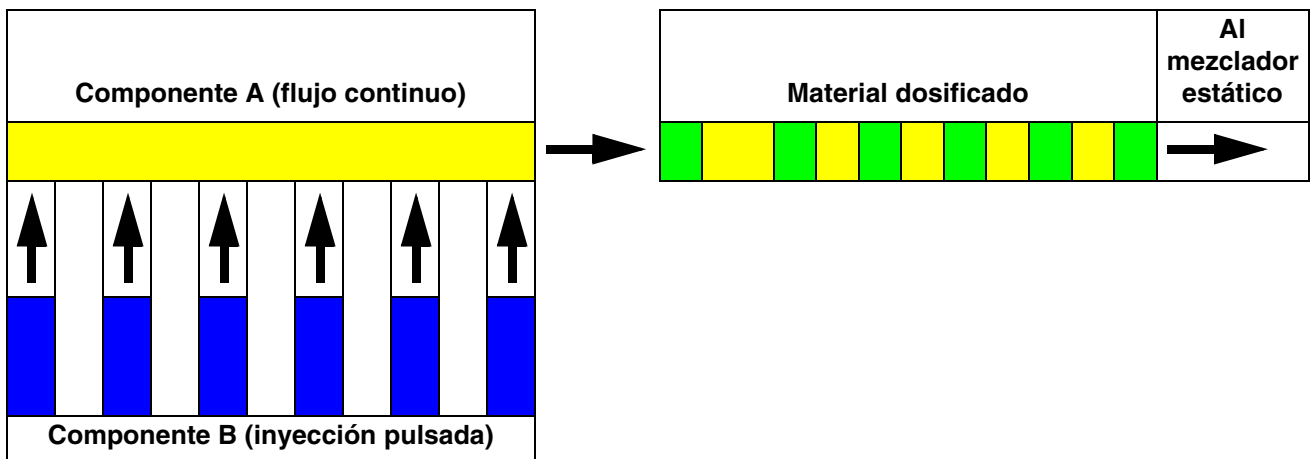 Componente A (flujo continuo)
Material dosificado
Al
mezclador
estático
Componente B (inyección pulsada)